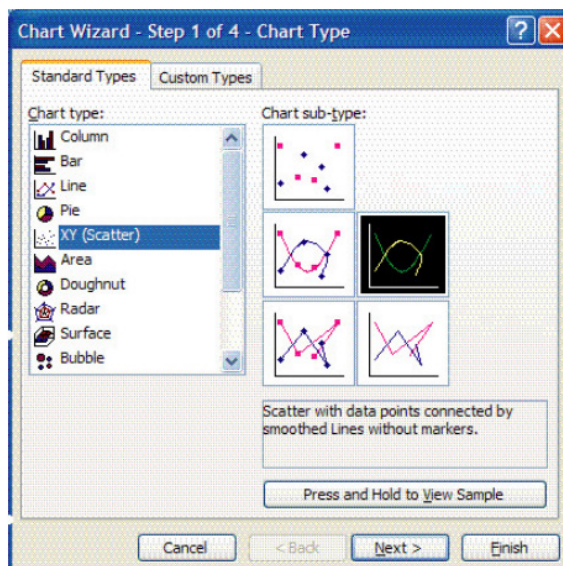 Chart Wizard - Step 1 of 4 - Chart Type
Standard Types
Custom Types
Chart type:
Column
Bar
Line
Pie
XY (Scatter)
Area
Doughnut
Radar
Surface
Bubble
Chart sub-type:
Scatter with data points connected by
smoothed Lines without markers.
Press and Hold to View Sample
Cancel
< Back
Next >
Finish